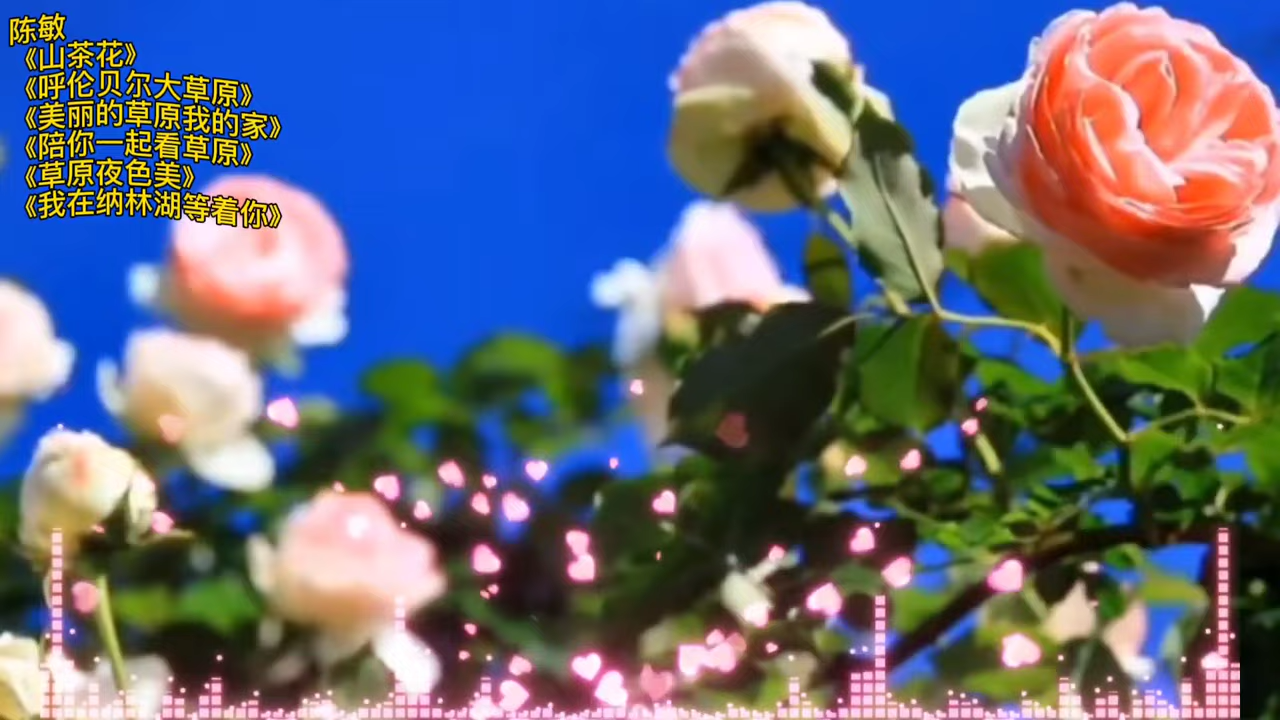 陈敏
《山茶花》
《呼伦贝尔大草原》
《美丽的草原我的家》
《陪你一起看草原》
《草原夜色美》
《我在纳林湖等着你》